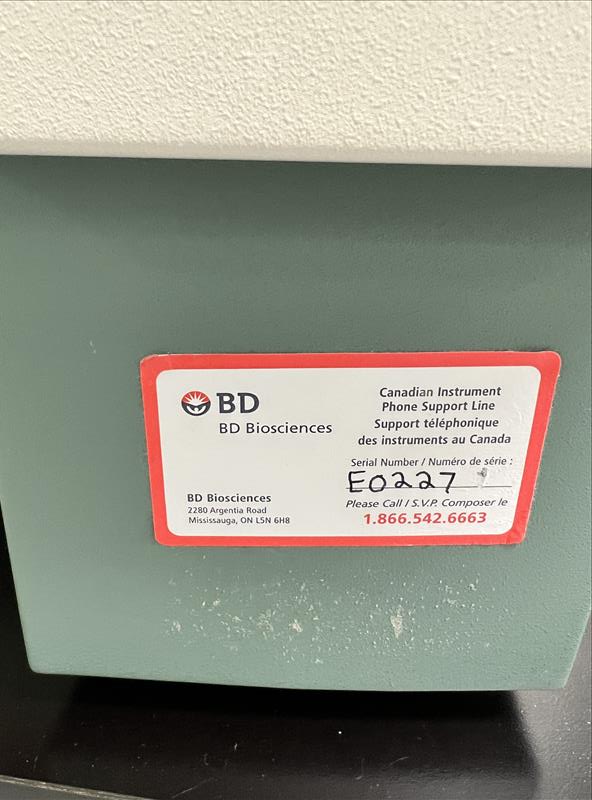 BD
BD Biosciences
Canadian Instrument
Phone Support Line
Support téléphonique
des instruments au Canada
Serial Number / Numéro de série :
E0227
Please Call / S.V.P. Composer le
1.866.542.6663
BD Biosciences
2280 Argentia Road
Mississauga, ON L5N 6H8